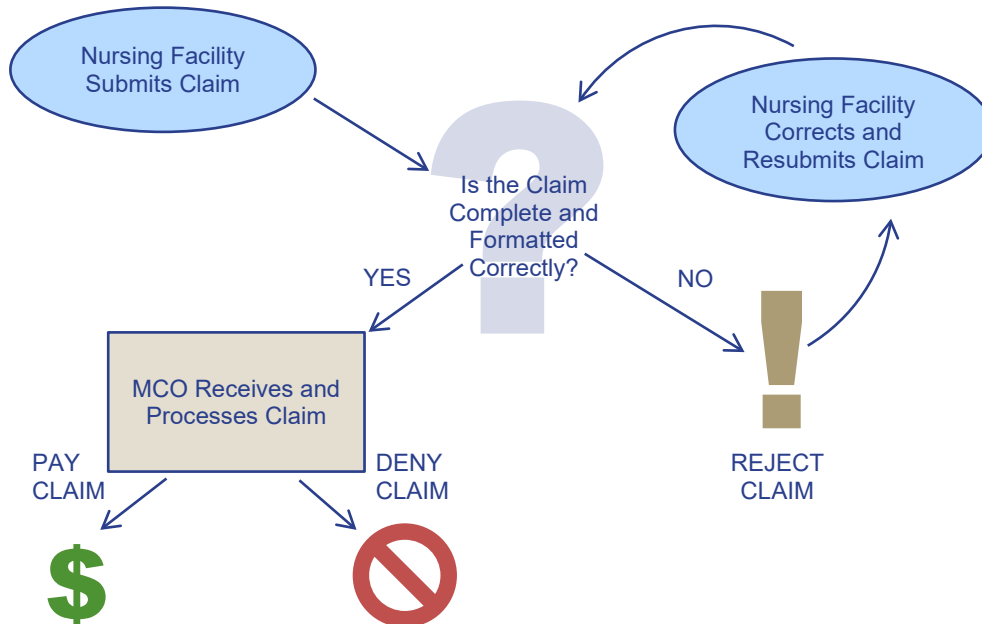 Nursing Facility
Submits Claim
Nursing Facility
Corrects and
Resubmits Claim
Is the Claim
Complete and
Formatted
Correctly?
YES
NO
MCO Receives and
Processes Claim
PAY
CLAIM
DENY
CLAIM
REJECT
CLAIM
?
!
$